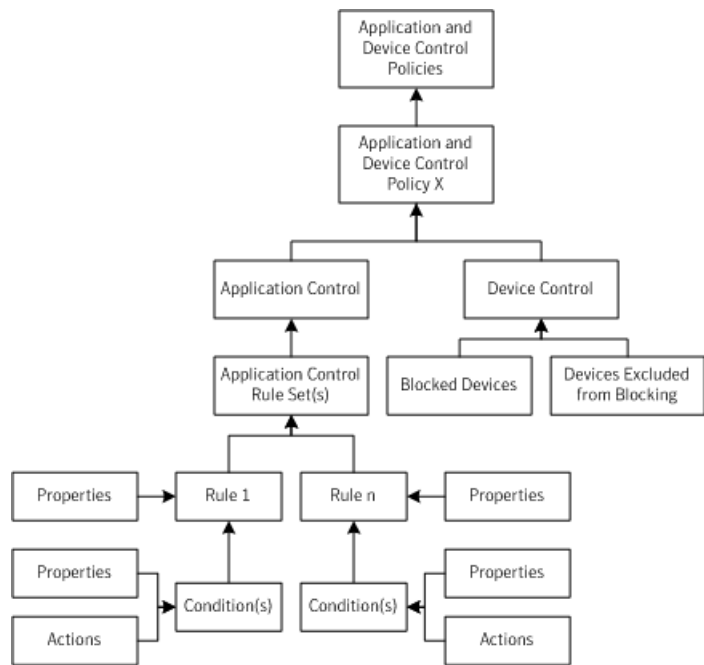 Application and
Device Control
Policies
Application and
Device Control
Policy X
Application Control
Device Control
Application Control
Rule Set(s)
Blocked Devices
Devices Excluded
from Blocking
Properties
Rule 1
Rule n
Properties
Properties
Condition(s)
Condition(s)
Properties
Actions
Actions